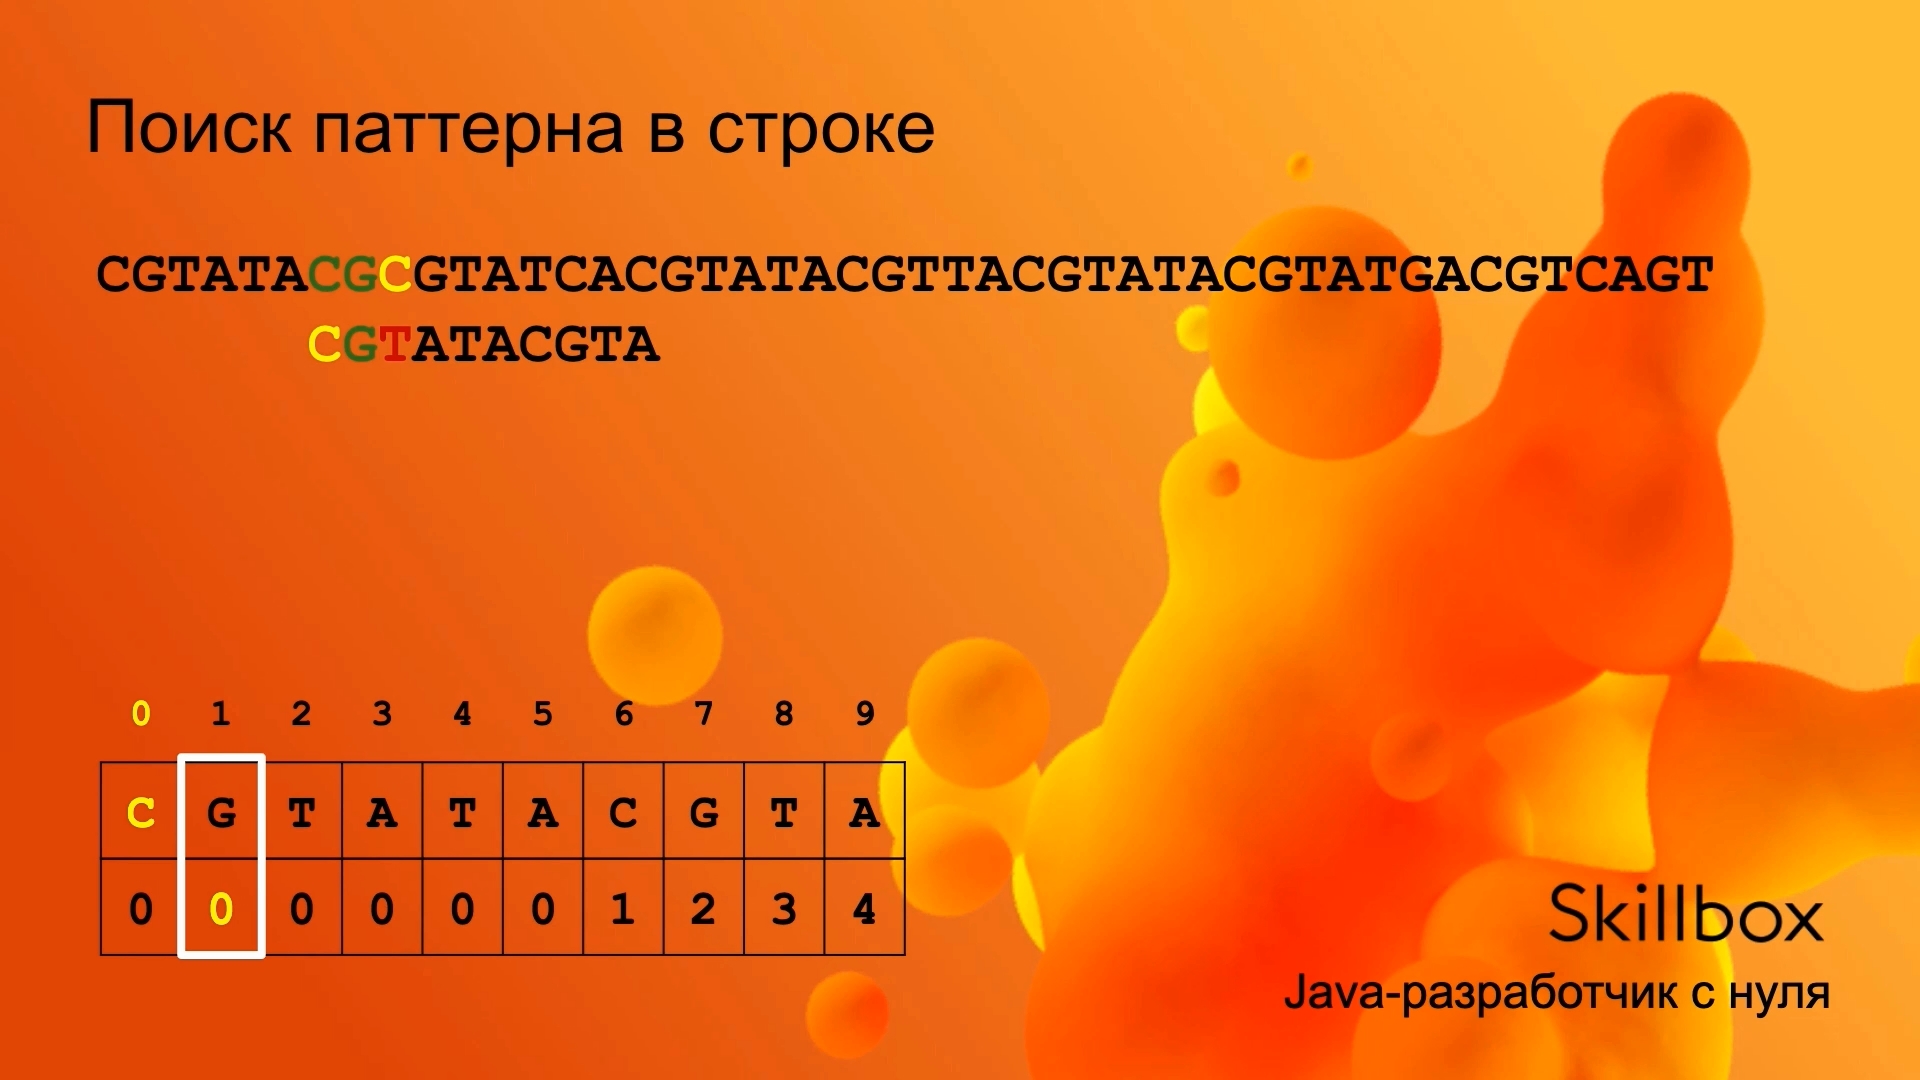 Поиск паттерна в строке
CGTATACGCGTATCACGTATACGTTACGTATACGTATGACGTCAGT
CGTATACGTA
0 1 2 3 4 5 6 7 8 9
C G T A T A C G T A
0 0 0 0 0 0 1 2 3 4
Skillbox
Java-разработчик с нуля